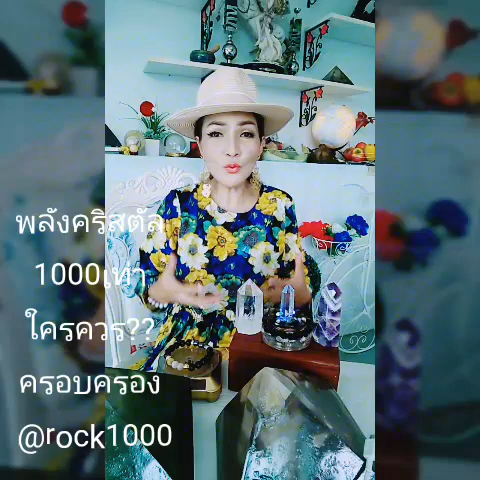 พลังคริสตัล
1000เท่า
ใครควร??
ครอบครอง
@rock1000